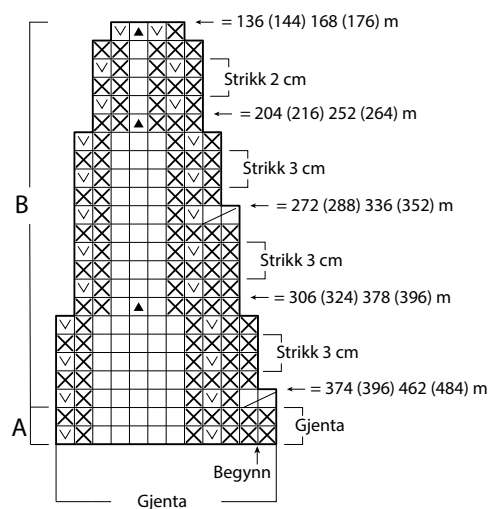 = 136 (144) 168 (176) m
Strikk 2 cm
= 204 (216) 252 (264) m
Strikk 3 cm
B
= 272 (288) 336 (352) m
Strikk 3 cm
= 306 (324) 378 (396) m
Strikk 3 cm
= 374 (396) 462 (484) m
A
Gjenta
Begynn
Gjenta